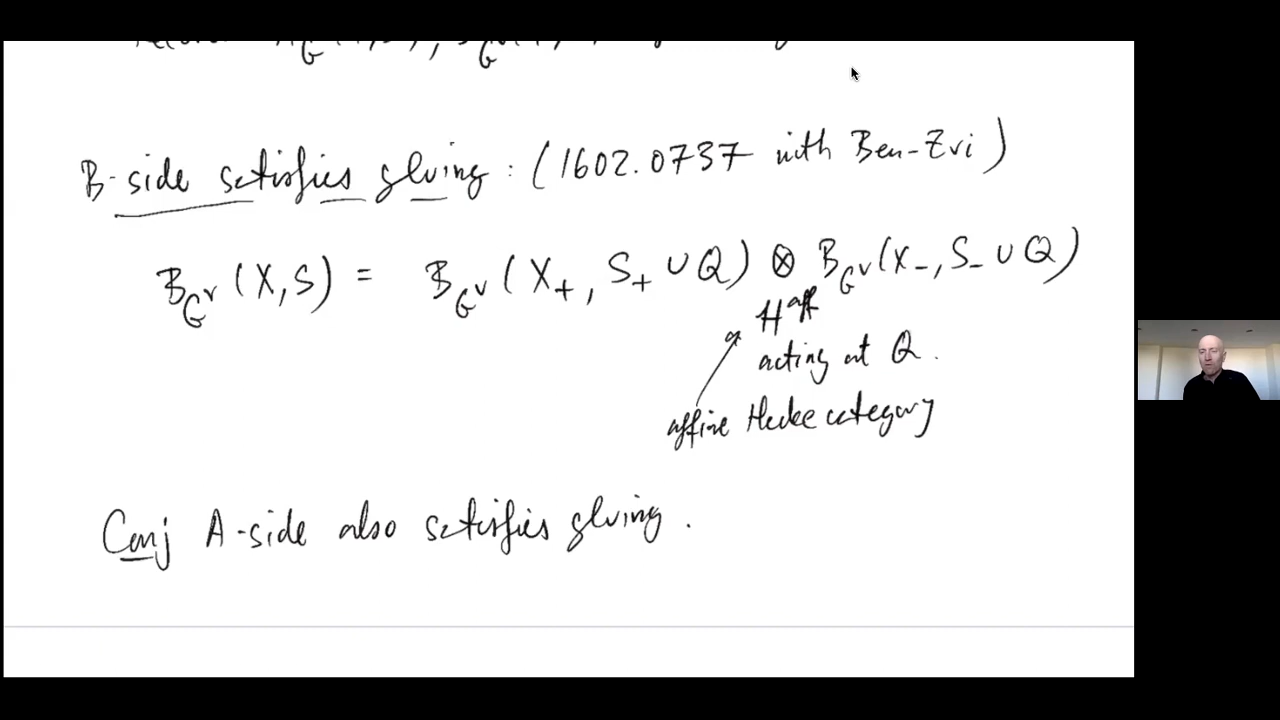 B-side satisfies gluing : (1602.0737 with Ben-Zvi)
B_{G^∨}(X,S) = B_{G^∨}(X_+, S_+ ∪ Q) ⊗ B_{G^∨}(X_-, S_- ∪ Q)
H^{aff}
acting at Q.
affine Hecke category
Conj A-side also satisfies gluing.